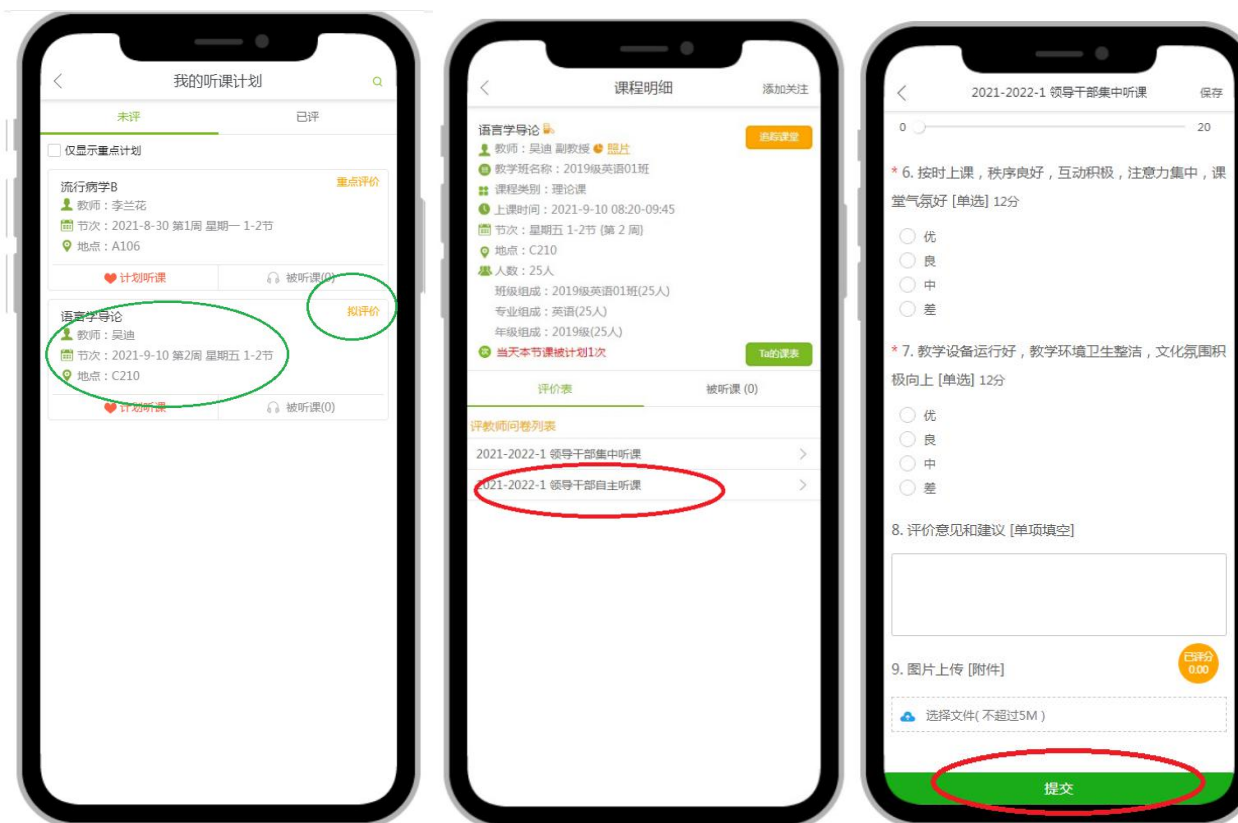 我的听课计划
未评
已评
仅显示重点计划
流行病学B
重点评价
教师：李兰花
节次：2021-8-30 第1周 星期一 1-2节
地点：A106
计划听课
被听课(0)
语言学导论
拟评价
教师：吴迪
节次：2021-9-10 第2周 星期五 1-2节
地点：C210
计划听课
被听课(0)
课程明细
添加关注
语言学导论
追踪课堂
教师：吴迪 副教授 照片
教学班名称：2019级英语01班
课程类别：理论课
上课时间：2021-9-10 08:20-09:45
节次：星期五 1-2节 (第 2 周)
地点：C210
人数：25人
班级组成：2019级英语01班(25人)
专业组成：英语(25人)
年级组成：2019级(25人)
当天本节课被计划1次
Ta的课表
评价表
被听课 (0)
评教师问卷列表
2021-2022-1 领导干部集中听课
2021-2022-1 领导干部自主听课
2021-2022-1 领导干部集中听课
保存
0
20
* 6. 按时上课，秩序良好，互动积极，注意力集中，课
堂气氛好 [单选] 12分
优
良
中
差
* 7. 教学设备运行好，教学环境卫生整洁，文化氛围积
极向上 [单选] 12分
优
良
中
差
8. 评价意见和建议 [单项填空]
已评分
0.00
9. 图片上传 [附件]
选择文件( 不超过5M )
提交